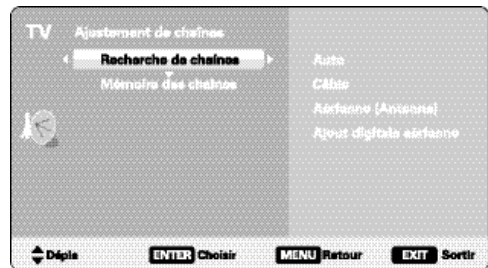 TV Ajustement de chaînes
Recherche de chaînes
Mémoire des chaînes
Auto
Câble
Aérienne (Antenne)
Ajout digitale aérienne
Dépla ENTER Choisir MENU Retour EXIT Sortir